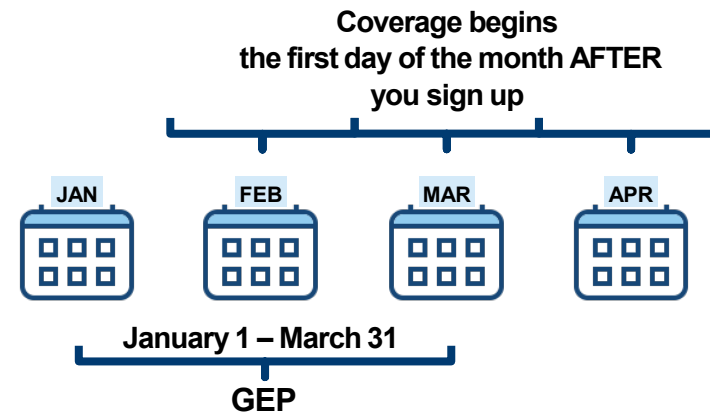 Coverage begins
the first day of the month AFTER
you sign up
JAN
FEB
MAR
APR
January 1 – March 31
GEP